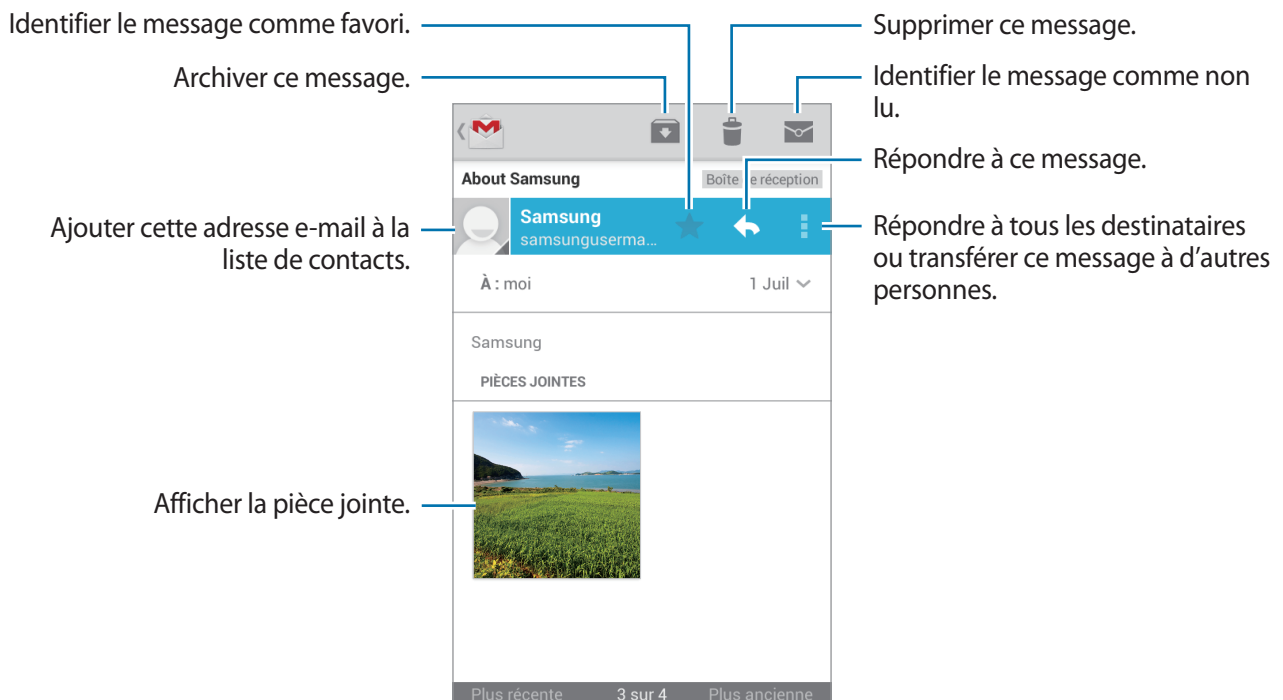 Identifier le message comme favori.
Archiver ce message.
Ajouter cette adresse e-mail à la
liste de contacts.
Afficher la pièce jointe.
About Samsung
Boîte e réception
Samsung
samsunguserma...
À : moi
1 Juil
Samsung
PIÈCES JOINTES
Plus récente
3 sur 4
Plus ancienne
Supprimer ce message.
Identifier le message comme non
lu.
Répondre à ce message.
Répondre à tous les destinataires
ou transférer ce message à d'autres
personnes.